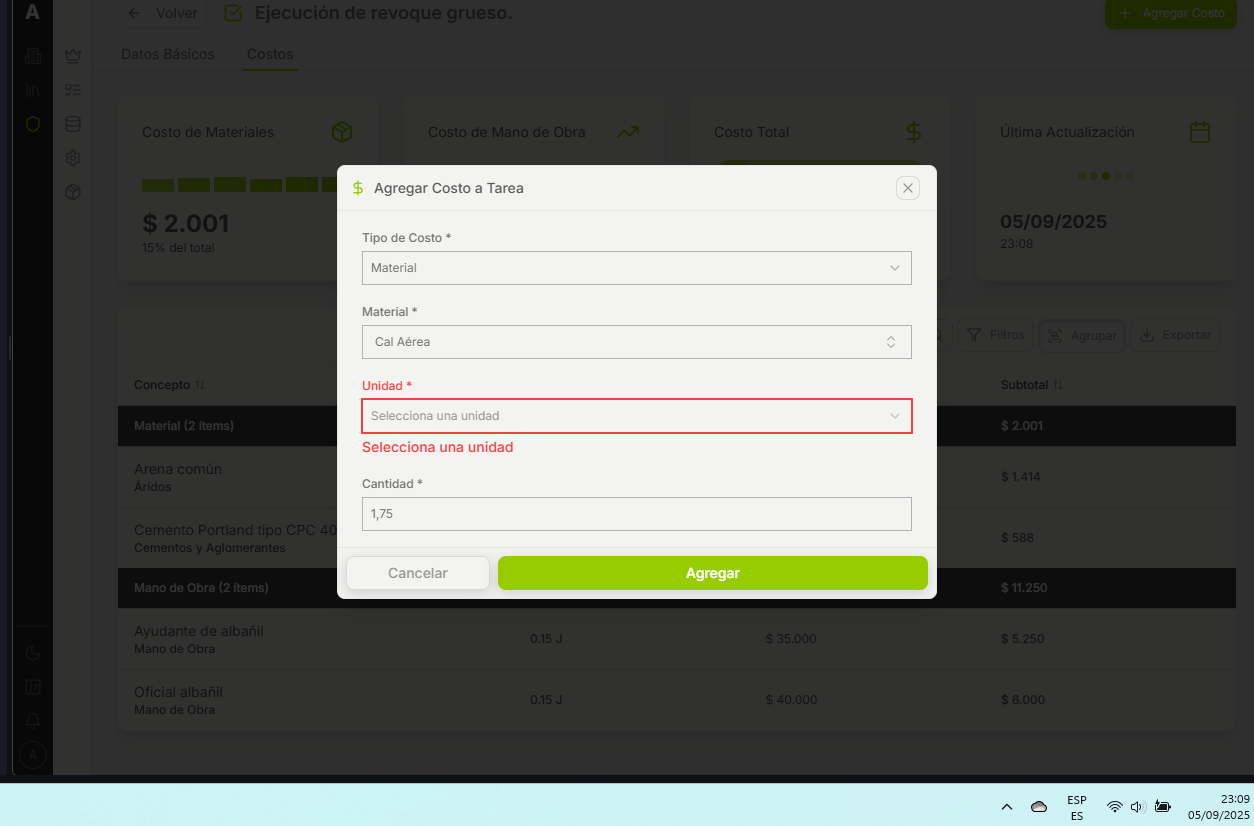 A
Volver
Ejecución de revoque grueso.
Agregar Costo
Datos Básicos
Costos
Costo de Materiales
Costo de Mano de Obra
Costo Total
Última Actualización
$ 2.001
15% del total
05/09/2025
23:08
Agregar Costo a Tarea
Tipo de Costo *
Material
Material *
Cal Aérea
Unidad *
Selecciona una unidad
Selecciona una unidad
Cantidad *
1,75
Cancelar
Agregar
Filtros
Agrupar
Exportar
Concepto
Subtotal
Material (2 ítems)
$ 2.001
Arena común
Áridos
$ 1.414
Cemento Portland tipo CPC 40
Cementos y Aglomerantes
$ 588
Mano de Obra (2 ítems)
$ 11.250
Ayudante de albañil
Mano de Obra
0.15 J
$ 35.000
$ 5.250
Oficial albañil
Mano de Obra
0.15 J
$ 40.000
$ 6.000
A
ESP
ES
23:09
05/09/2025